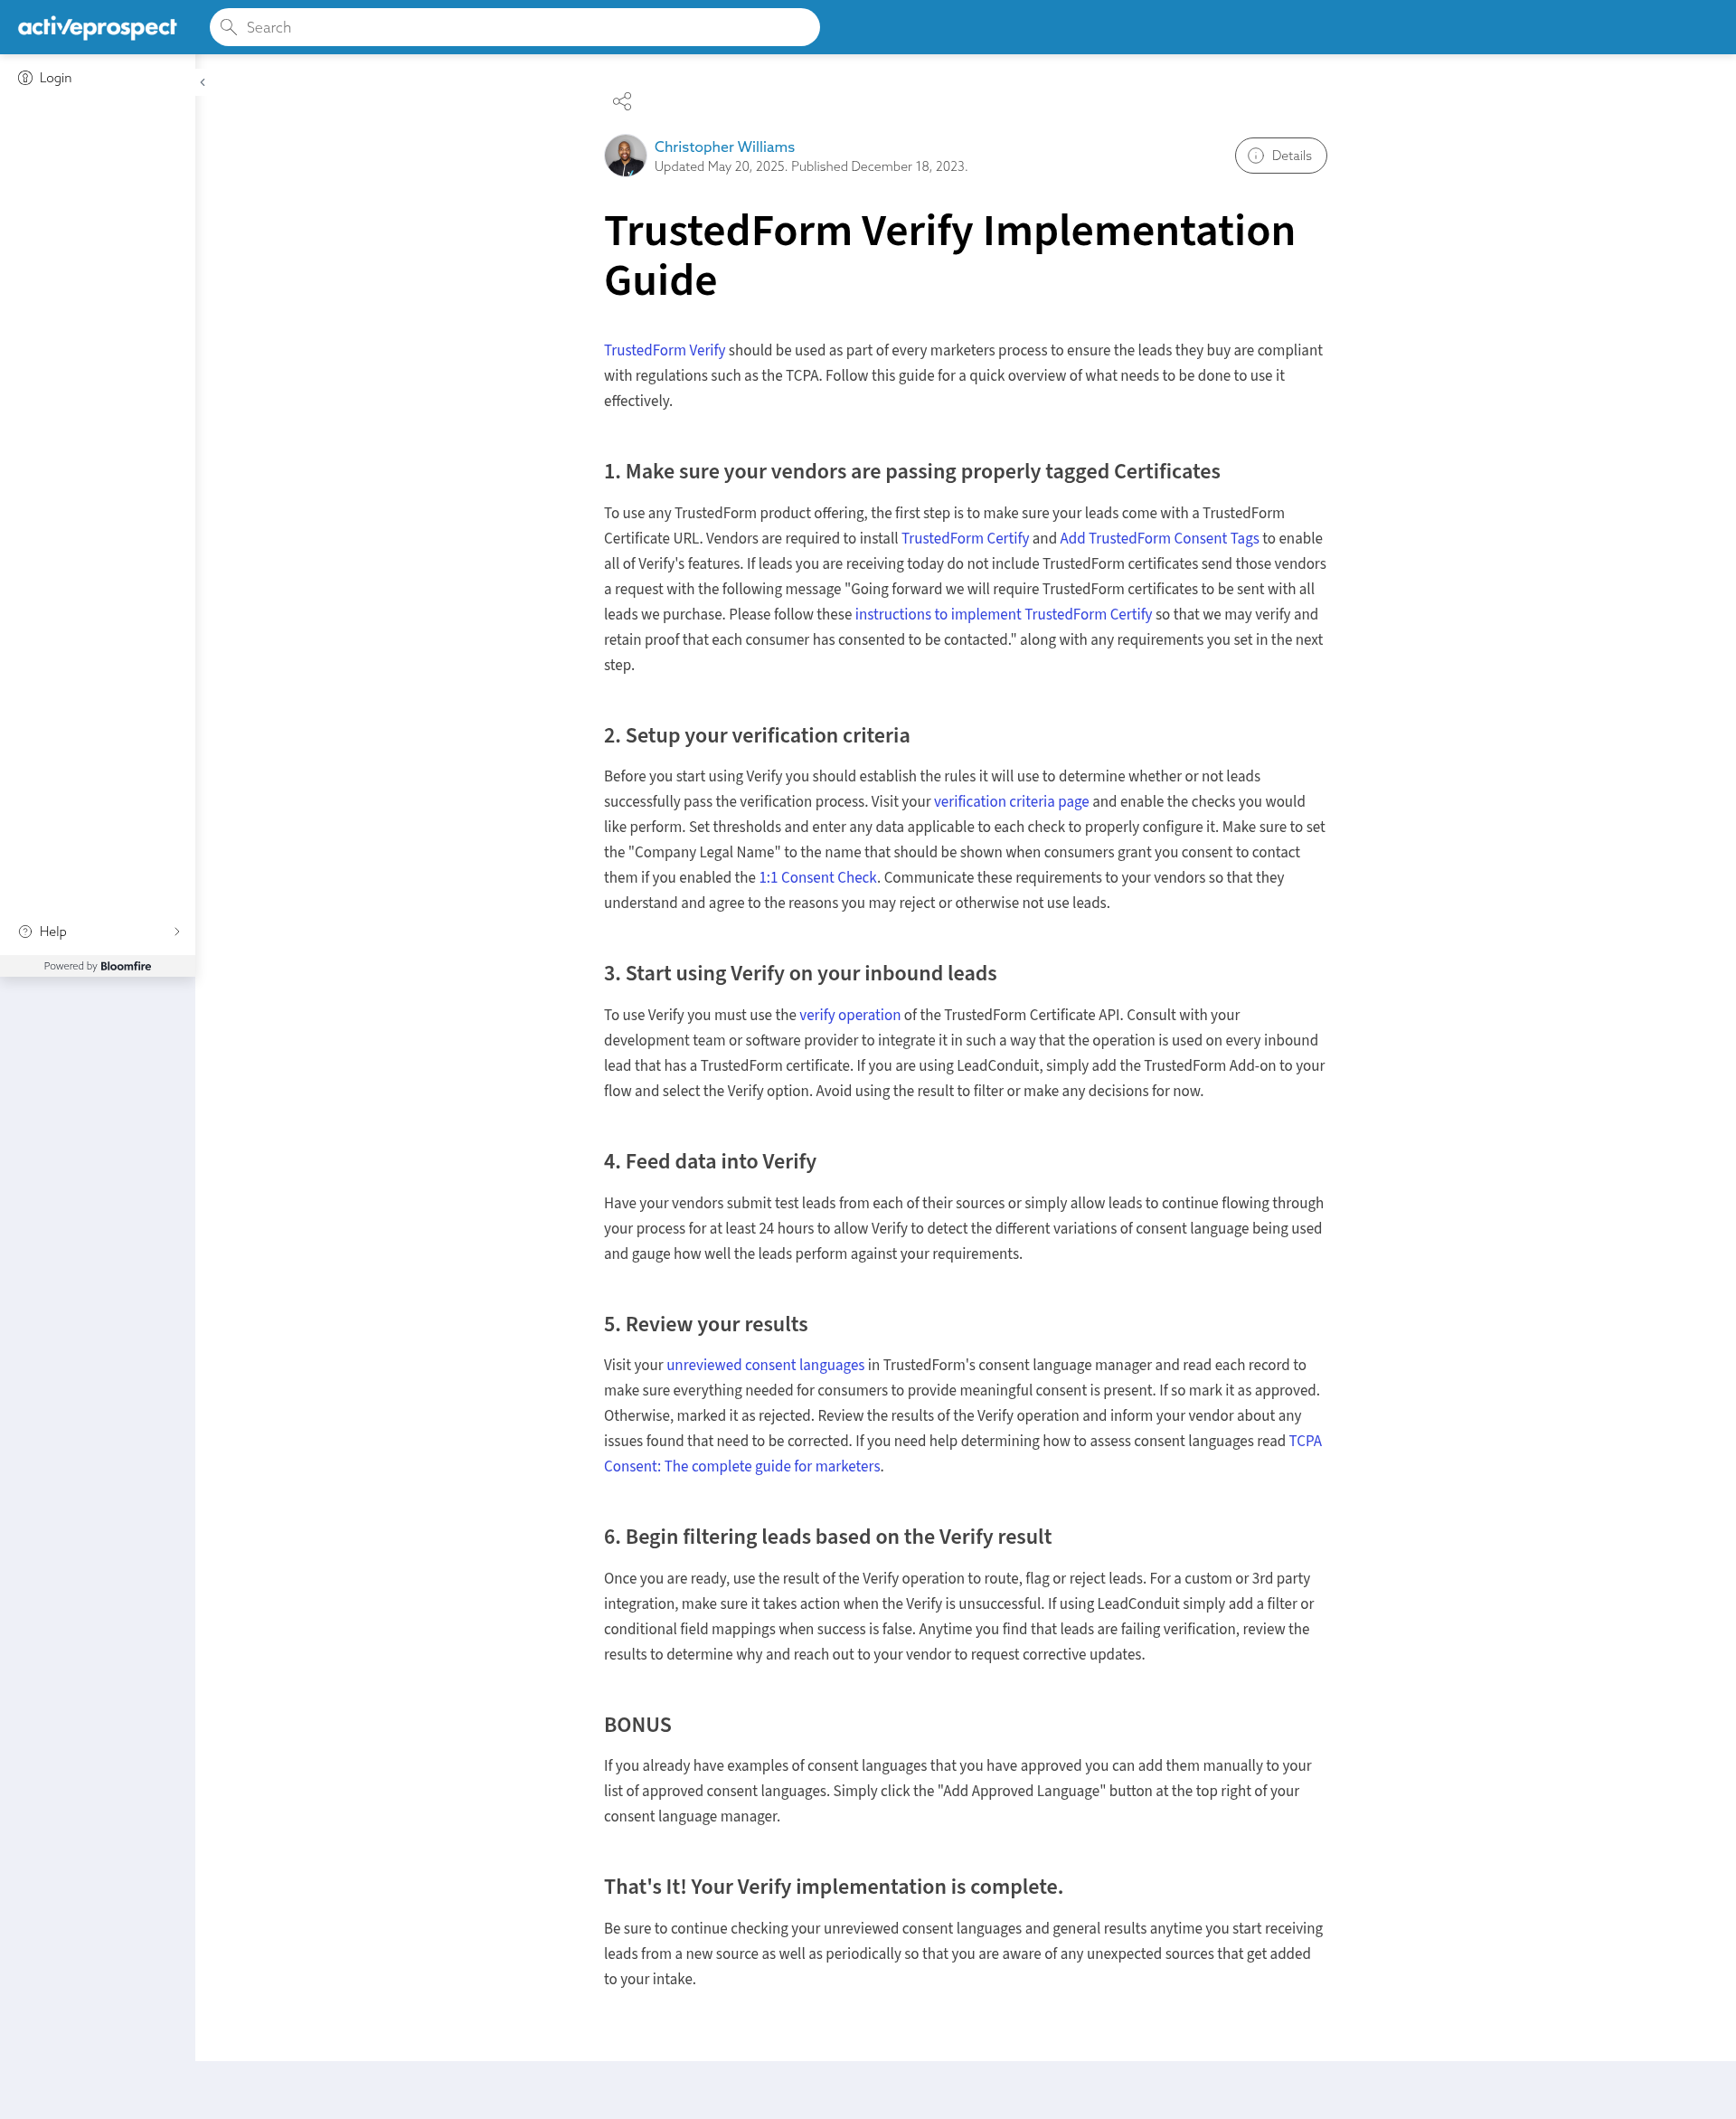 activeprospect
Search
Login
Christopher Williams
Updated May 20, 2025. Published December 18, 2023.
Details
TrustedForm Verify Implementation
Guide
TrustedForm Verify should be used as part of every marketers process to ensure the leads they buy are compliant
with regulations such as the TCPA. Follow this guide for a quick overview of what needs to be done to use it
effectively.
1. Make sure your vendors are passing properly tagged Certificates
To use any TrustedForm product offering, the first step is to make sure your leads come with a TrustedForm
Certificate URL. Vendors are required to install TrustedForm Certify and Add TrustedForm Consent Tags to enable
all of Verify's features. If leads you are receiving today do not include TrustedForm certificates send those vendors
a request with the following message "Going forward we will require TrustedForm certificates to be sent with all
leads we purchase. Please follow these instructions to implement TrustedForm Certify so that we may verify and
retain proof that each consumer has consented to be contacted." along with any requirements you set in the next
step.
2. Setup your verification criteria
Before you start using Verify you should establish the rules it will use to determine whether or not leads
successfully pass the verification process. Visit your verification criteria page and enable the checks you would
like perform. Set thresholds and enter any data applicable to each check to properly configure it. Make sure to set
the "Company Legal Name" to the name that should be shown when consumers grant you consent to contact
them if you enabled the 1:1 Consent Check. Communicate these requirements to your vendors so that they
understand and agree to the reasons you may reject or otherwise not use leads.
Help
Powered by Bloomfire
3. Start using Verify on your inbound leads
To use Verify you must use the verify operation of the TrustedForm Certificate API. Consult with your
development team or software provider to integrate it in such a way that the operation is used on every inbound
lead that has a TrustedForm certificate. If you are using LeadConduit, simply add the TrustedForm Add-on to your
flow and select the Verify option. Avoid using the result to filter or make any decisions for now.
4. Feed data into Verify
Have your vendors submit test leads from each of their sources or simply allow leads to continue flowing through
your process for at least 24 hours to allow Verify to detect the different variations of consent language being used
and gauge how well the leads perform against your requirements.
5. Review your results
Visit your unreviewed consent languages in TrustedForm's consent language manager and read each record to
make sure everything needed for consumers to provide meaningful consent is present. If so mark it as approved.
Otherwise, marked it as rejected. Review the results of the Verify operation and inform your vendor about any
issues found that need to be corrected. If you need help determining how to assess consent languages read TCPA
Consent: The complete guide for marketers.
6. Begin filtering leads based on the Verify result
Once you are ready, use the result of the Verify operation to route, flag or reject leads. For a custom or 3rd party
integration, make sure it takes action when the Verify is unsuccessful. If using LeadConduit simply add a filter or
conditional field mappings when success is false. Anytime you find that leads are failing verification, review the
results to determine why and reach out to your vendor to request corrective updates.
BONUS
If you already have examples of consent languages that you have approved you can add them manually to your
list of approved consent languages. Simply click the "Add Approved Language" button at the top right of your
consent language manager.
That's It! Your Verify implementation is complete.
Be sure to continue checking your unreviewed consent languages and general results anytime you start receiving
leads from a new source as well as periodically so that you are aware of any unexpected sources that get added
to your intake.